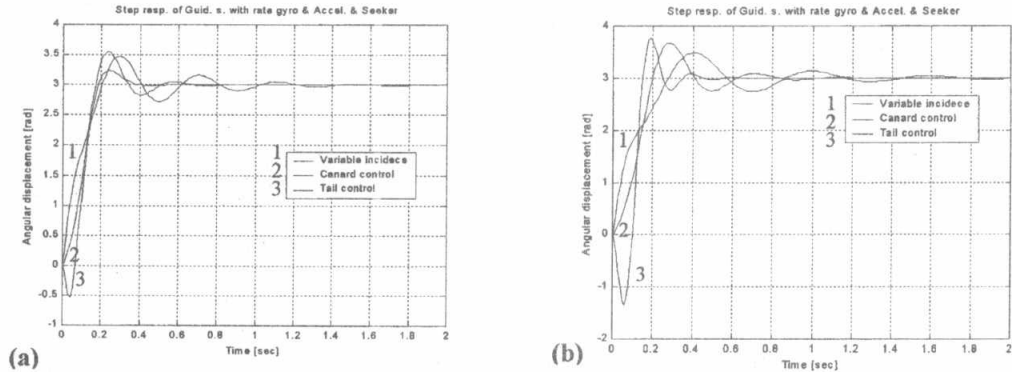 Step resp. of Guid. s. with rate gyro & Accel. & Seeker
4
3.5
3
2.5
2
1.5
1
0.5
0
-0.5
-1
Angular displacement [rad]
1
2
3
1 Variable incidece
2 Canard control
3 Tail control
0 0.2 0.4 0.6 0.8 1 1.2 1.4 1.6 1.8 2
Time [sec]
(a)
Step resp. of Guid. s. with rate gyro & Accel. & Seeker
4
3
2
1
0
-1
-2
Angular displacement [rad]
1
2
3
1 Variable incidece
2 Canard control
3 Tail control
0 0.2 0.4 0.6 0.8 1 1.2 1.4 1.6 1.8 2
Time [sec]
(b)